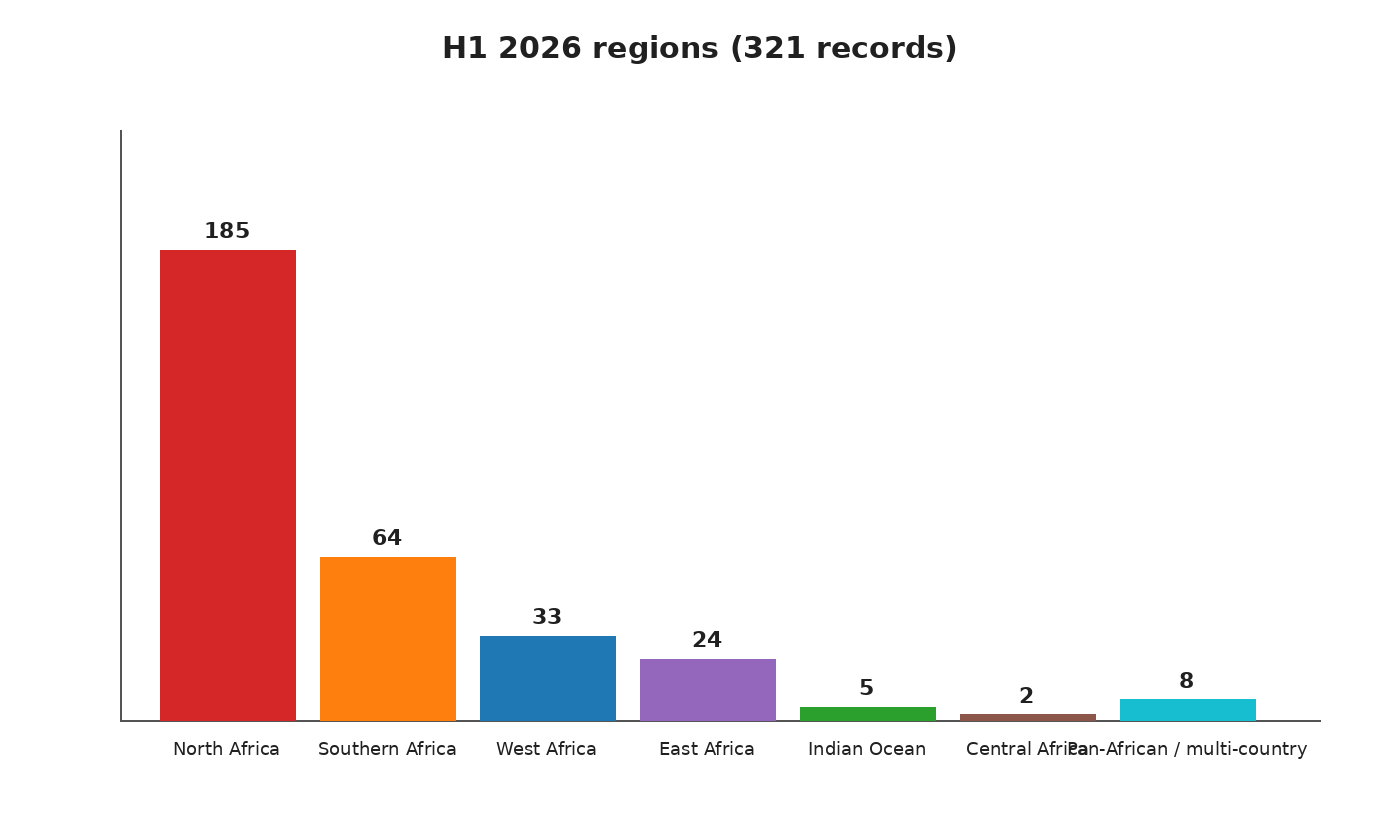 H1 2026 regions (321 records)
185
64
33
24
5
2
8
North Africa
Southern Africa
West Africa
East Africa
Indian Ocean
Central Africa
Pan-African / multi-country